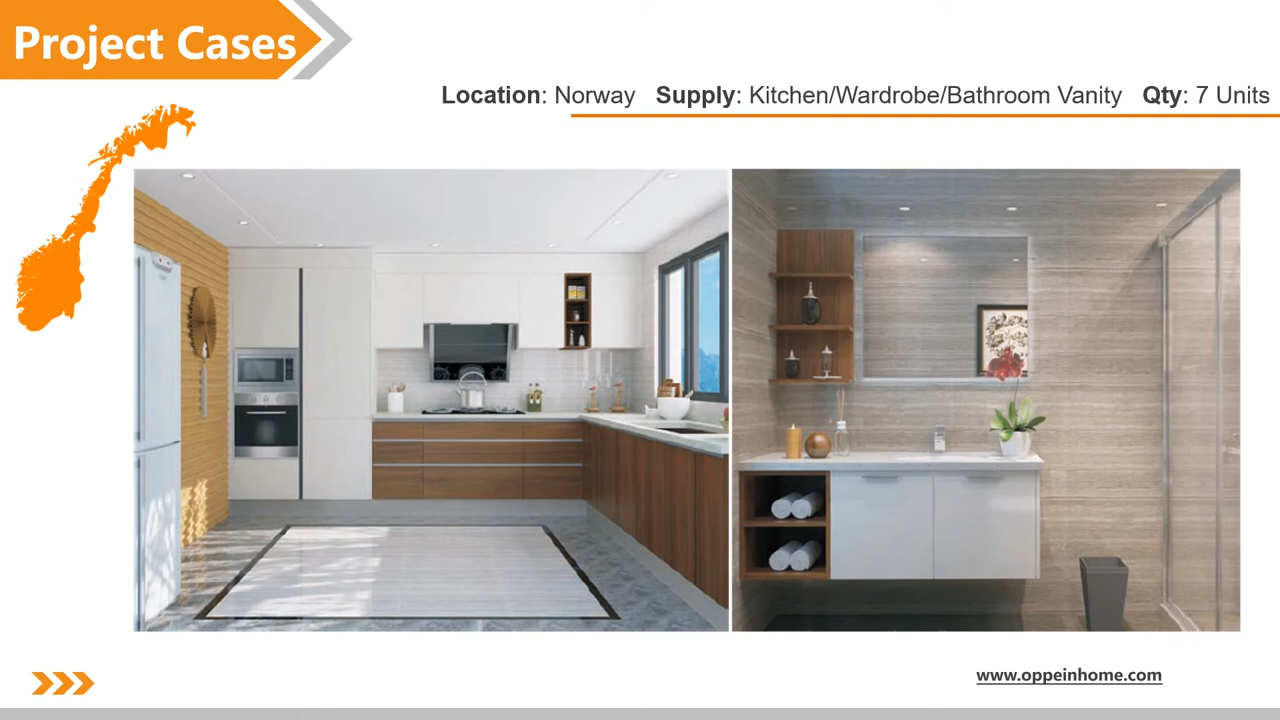 Project Cases
Location: Norway Supply: Kitchen/Wardrobe/Bathroom Vanity Qty: 7 Units
www.oppeinhome.com